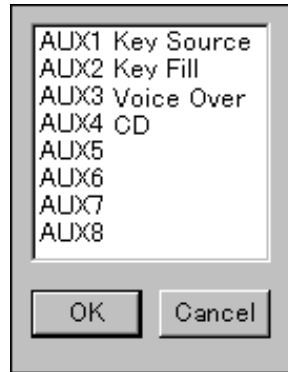 AUX1 Key Source
AUX2 Key Fill
AUX3 Voice Over
AUX4 CD
AUX5
AUX6
AUX7
AUX8
OK Cancel